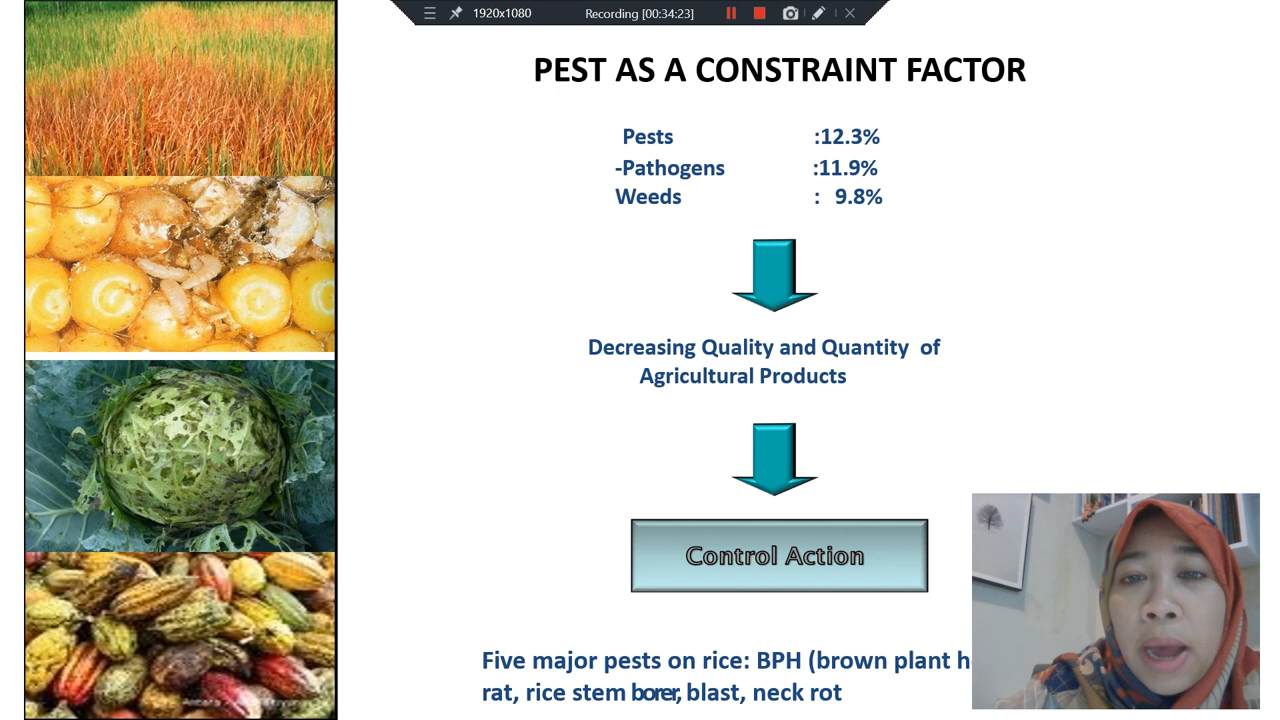 1920x1080
Recording [00:34:23]
PEST AS A CONSTRAINT FACTOR
Pests :12.3%
-Pathogens :11.9%
Weeds : 9.8%
Decreasing Quality and Quantity of
Agricultural Products
Control Action
Five major pests on rice: BPH (brown plant h
rat, rice stem borer, blast, neck rot